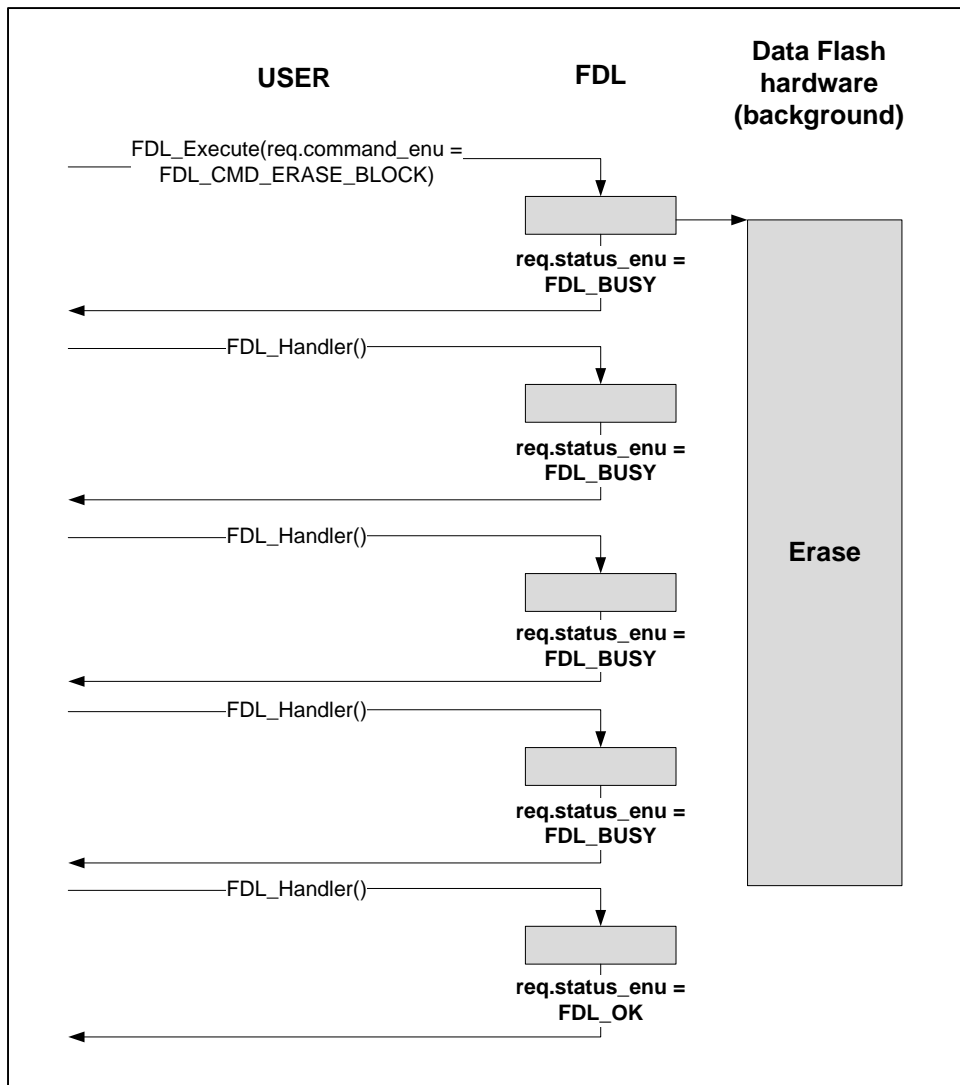 USER
FDL
Data Flash
hardware
(background)
FDL_Execute(req.command_enu =
FDL_CMD_ERASE_BLOCK)
req.status_enu =
FDL_BUSY
FDL_Handler()
req.status_enu =
FDL_BUSY
FDL_Handler()
Erase
req.status_enu =
FDL_BUSY
FDL_Handler()
req.status_enu =
FDL_BUSY
FDL_Handler()
req.status_enu =
FDL_OK